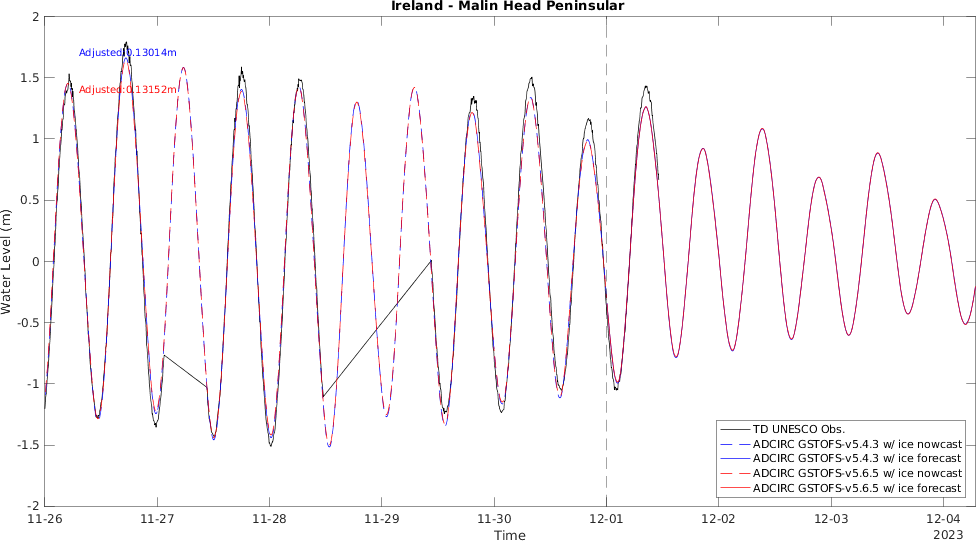 Ireland - Malin Head Peninsular
2
1.5
1
0.5
0
-0.5
-1
-1.5
-2
Water Level (m)
Adjusted:0.13014m
Adjusted:0.13152m
TD UNESCO Obs.
ADCIRC GSTOFS-v5.4.3 w/ ice nowcast
ADCIRC GSTOFS-v5.4.3 w/ ice forecast
ADCIRC GSTOFS-v5.6.5 w/ ice nowcast
ADCIRC GSTOFS-v5.6.5 w/ ice forecast
11-26 11-27 11-28 11-29 11-30 12-01 12-02 12-03 12-04
Time 2023